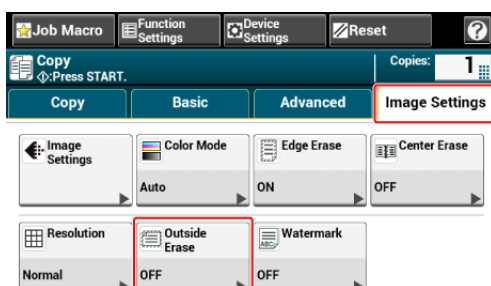 Job Macro
Function
Settings
Device
Settings
Reset
?
Copy
:Press START.
Copies:
1
Copy
Basic
Advanced
Image Settings
Image
Settings
Color Mode
Auto
Edge Erase
ON
Center Erase
OFF
Resolution
Normal
Outside
Erase
OFF
ABC
Watermark
OFF